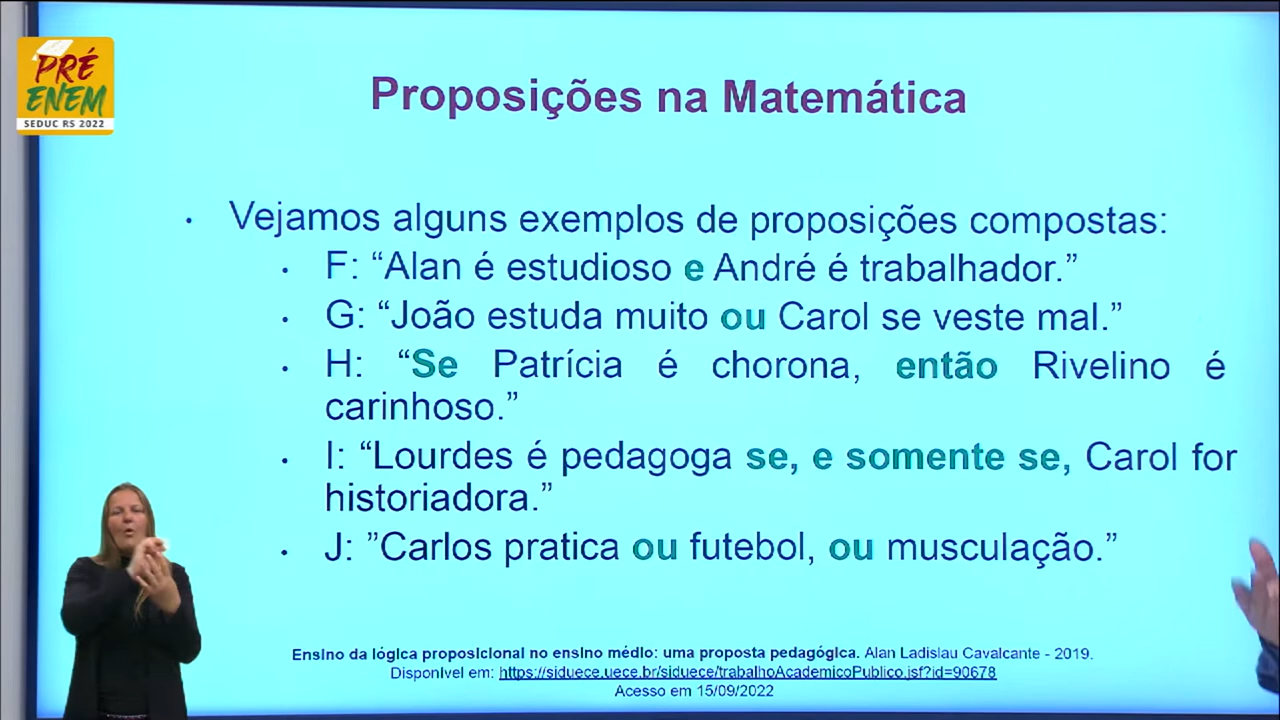 PRÉ
ENEM
SEDUC RS 2022
Proposições na Matemática
• Vejamos alguns exemplos de proposições compostas:
• F: “Alan é estudioso e André é trabalhador.”
• G: “João estuda muito ou Carol se veste mal.”
• H: “Se Patrícia é chorona, então Rivelino é
carinhoso.”
• I: “Lourdes é pedagoga se, e somente se, Carol for
historiadora.”
• J: ”Carlos pratica ou futebol, ou musculação.”
Ensino da lógica proposicional no ensino médio: uma proposta pedagógica. Alan Ladislau Cavalcante - 2019.
Disponível em: https://siduece.uece.br/siduece/trabalhoAcademicoPublico.jsf?id=90678
Acesso em 15/09/2022